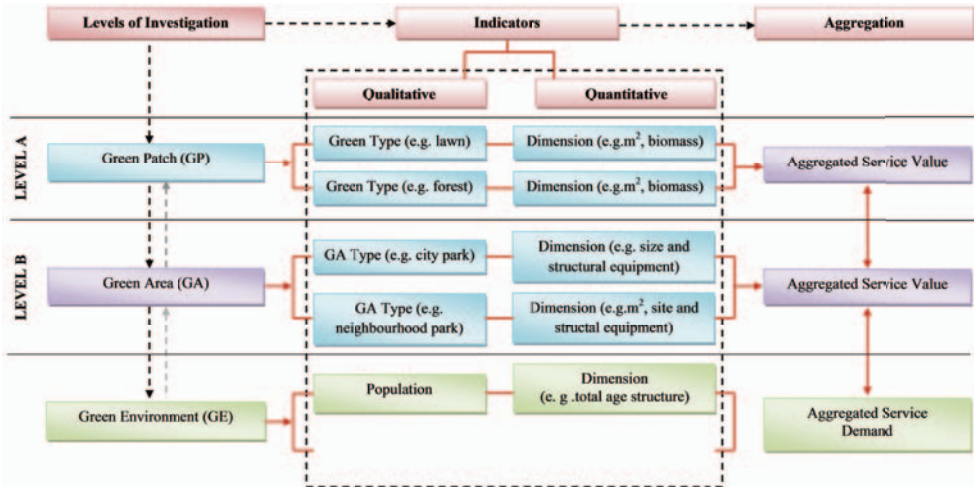 Levels of Investigation
Indicators
Aggregation
Qualitative
Quantitative
LEVEL A
Green Patch (GP)
Green Type (e.g. lawn)
Dimension (e.g.m², biomass)
Green Type (e.g. forest)
Dimension (e.g.m², biomass)
Aggregated Service Value
LEVEL B
Green Area (GA)
GA Type (e.g. city park)
Dimension (e.g. size and
structural equipment)
GA Type (e.g.
neighbourhood park)
Dimension (e.g.m², site and
structal equipment)
Aggregated Service Value
Green Environment (GE)
Population
Dimension
(e. g .total age structure)
Aggregated Service
Demand